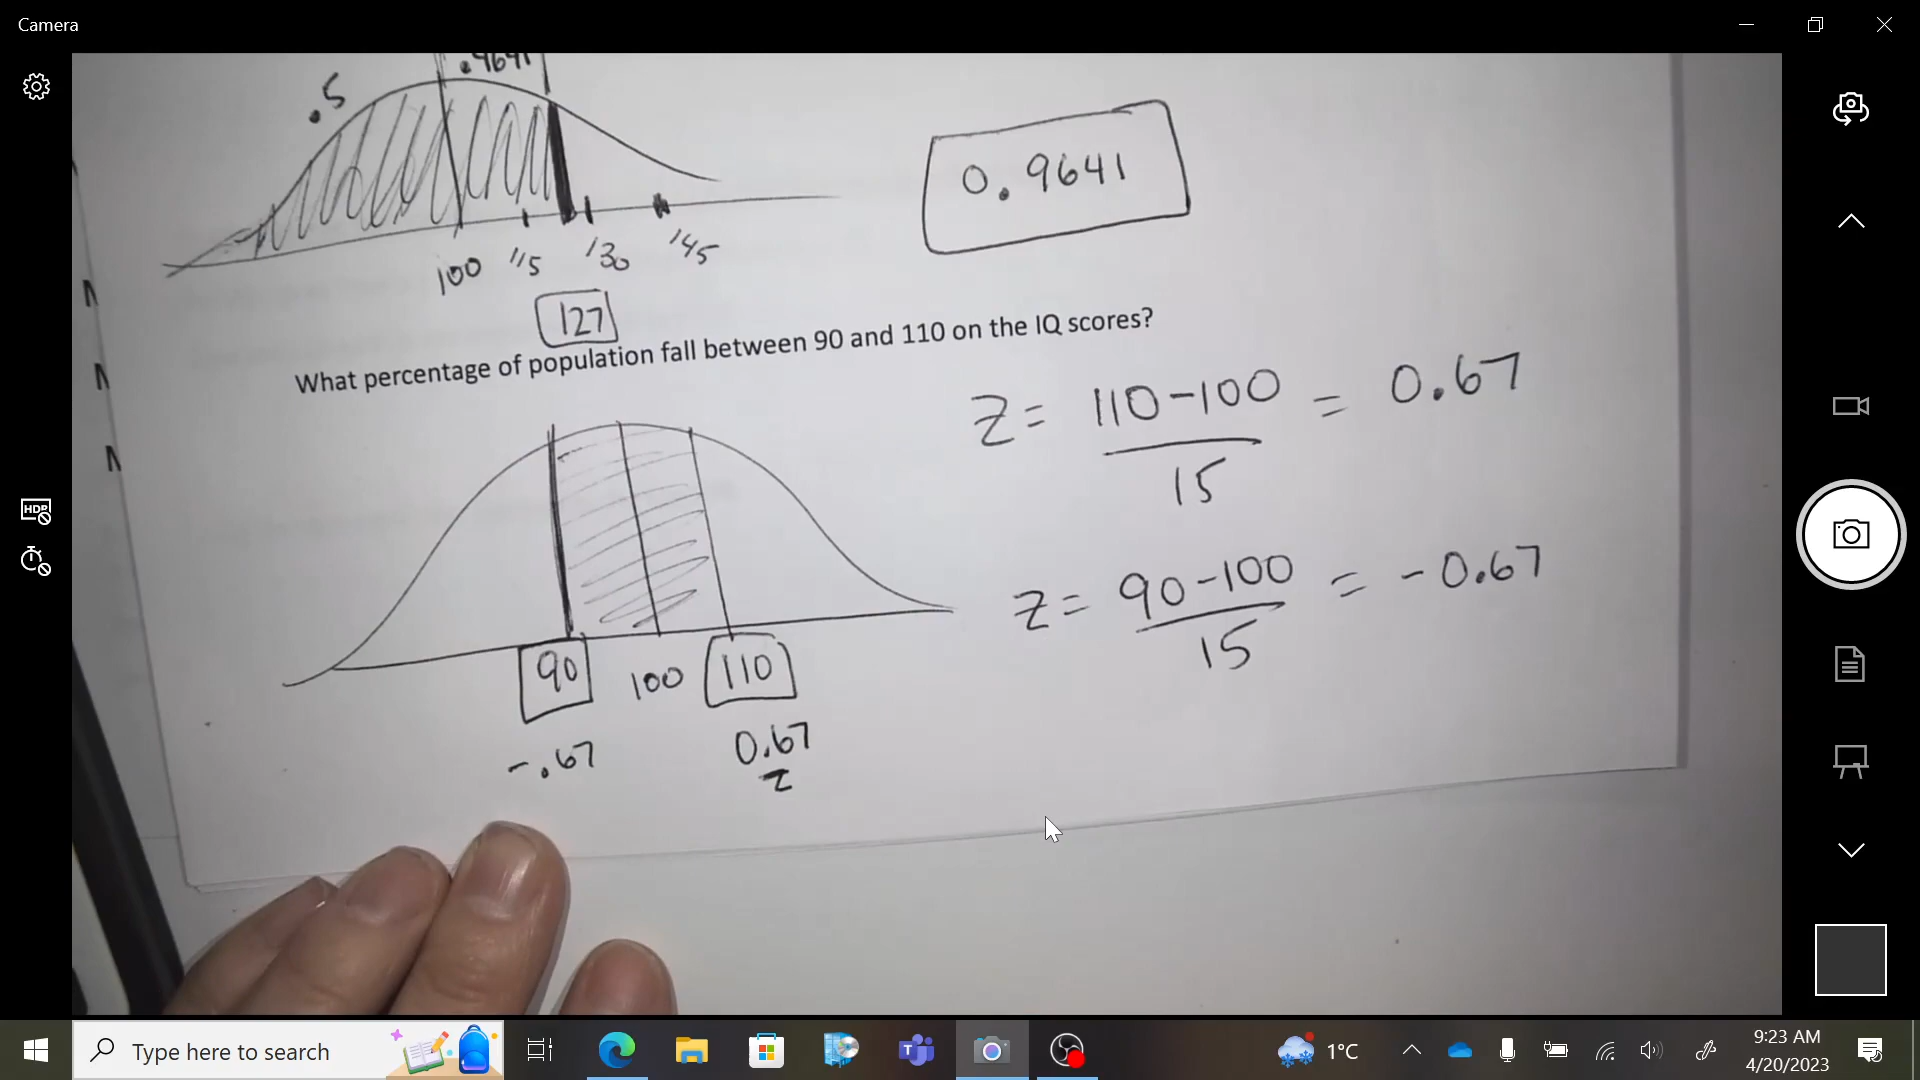 Camera
.5
.9641
0.9641
100 115 130 145
127
What percentage of population fall between 90 and 110 on the IQ scores?
Z = 110-100 = 0.67
15
Z = 90-100 = -0.67
15
90 100 110
-.67 0.67
Z
HDR
Type here to search
1°C
9:23 AM
4/20/2023